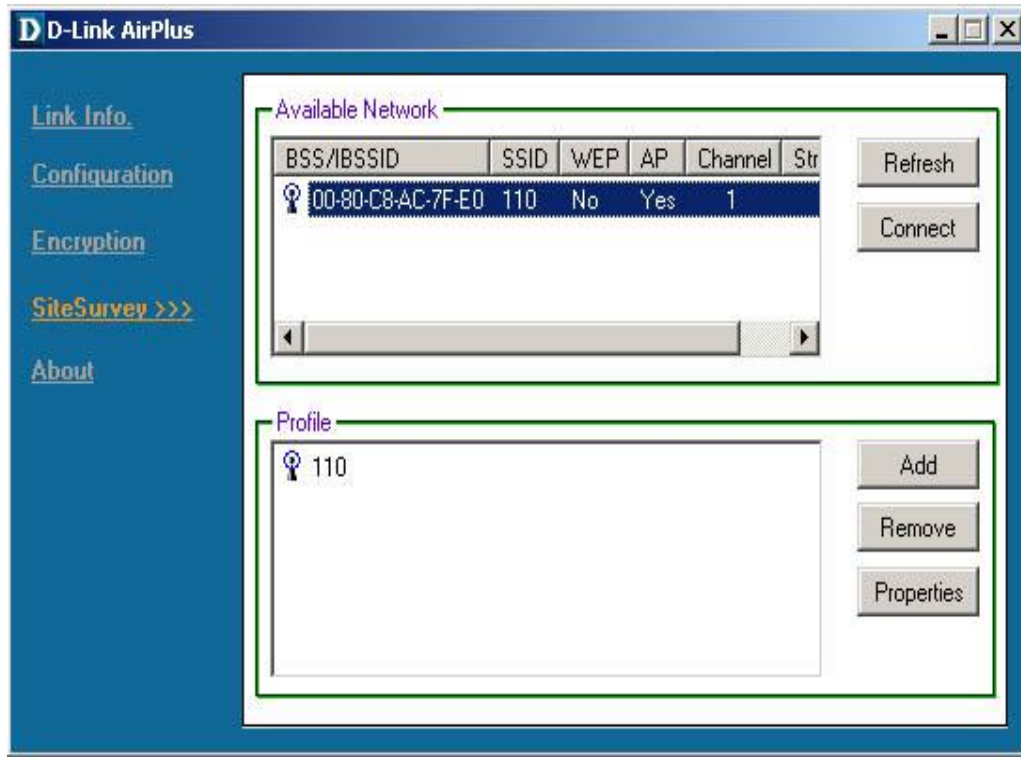 D D-Link AirPlus
Link Info.
Configuration
Encryption
SiteSurvey >>>
About
Available Network
BSS/IBSSID SSID WEP AP Channel Str
00-80-C8-AC-7F-E0 110 No Yes 1
Refresh
Connect
Profile
110
Add
Remove
Properties